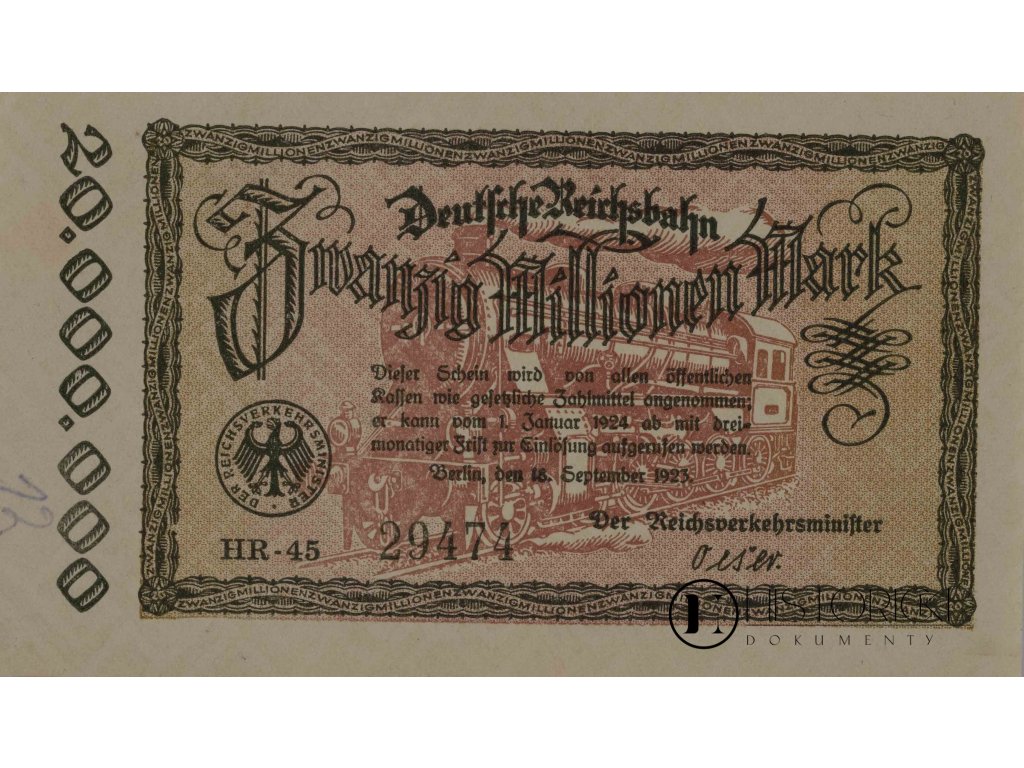 20.000.000
ZWANZIGMILLIONENZWANZIGMILLIONENZWANZIGMILLIONEN
Deutsche Reichsbahn
Zwanzig Millionen Mark
Dieser Schein wird von allen öffentlichen
Kassen wie gesetzliche Zahlmittel angenommen;
er kann vom 1. Januar 1924 ab mit drei-
monatiger Frist zur Einlösung aufgerufen werden.
Berlin, den 18. September 1923.
DER REICHSVERKEHRSMINISTER
Der Reichsverkehrsminister
HR-45
29474
Oeser.
HISTORICKÉ
DOKUMENTY